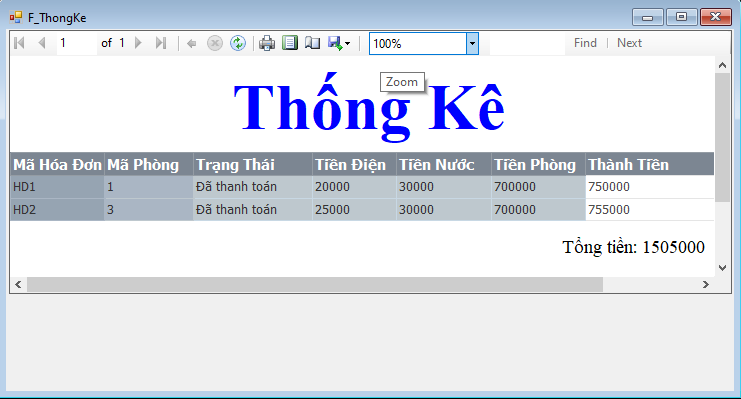 F_ThongKe
1 of 1 100% Find | Next
Zoom
Thống Kê
Mã Hóa Đơn Mã Phòng Trạng Thái Tiền Điện Tiền Nước Tiền Phòng Thành Tiền
HD1 1 Đã thanh toán 20000 30000 700000 750000
HD2 3 Đã thanh toán 25000 30000 700000 755000
Tổng tiền: 1505000